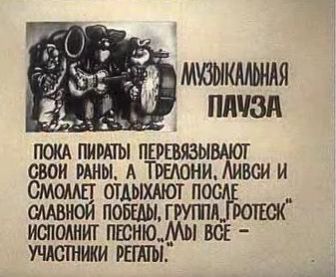 МУЗЫКАЛЬНАЯ
ПАУЗА
ПОКА ПИРАТЫ ПЕРЕВЯЗЫВАЮТ
СВОИ РАНЫ, А ТРЕЛОНИ, ЛИВСИ И
СМОЛЛЕТ ОТДЫХАЮТ ПОСЛЕ
СЛАВНОЙ ПОБЕДЫ, ГРУППА „ГРОТЕСК“
ИСПОЛНИТ ПЕСНЮ „МЫ ВСЕ –
УЧАСТНИКИ РЕГАТЫ.“